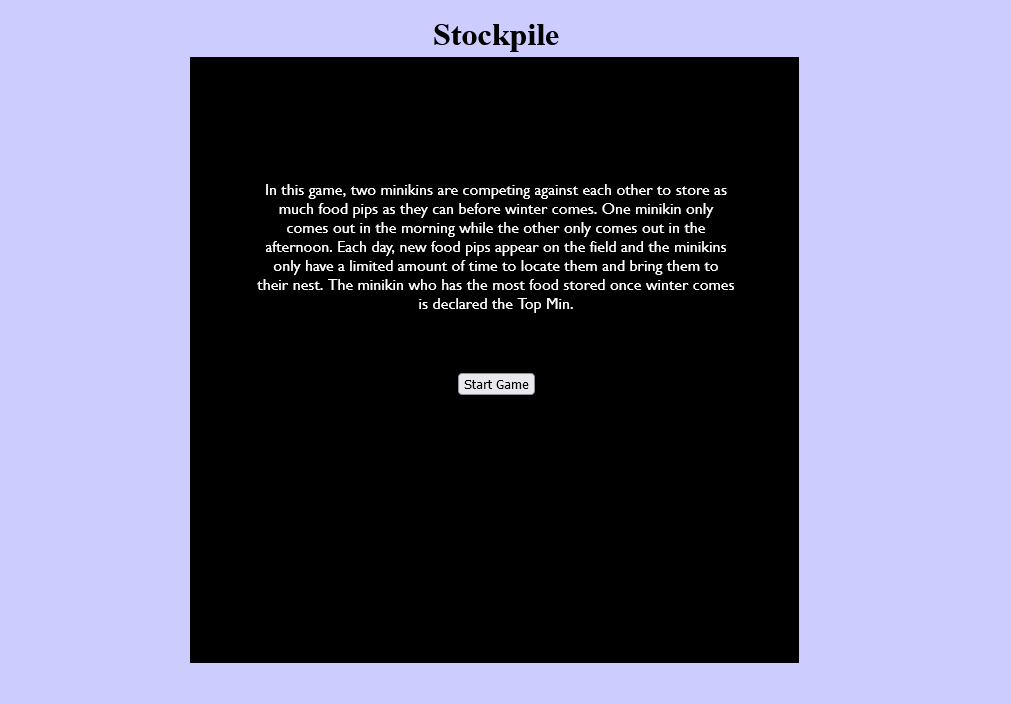 Stockpile
In this game, two minikins are competing against each other to store as
much food pips as they can before winter comes. One minikin only
comes out in the morning while the other only comes out in the
afternoon. Each day, new food pips appear on the field and the minikins
only have a limited amount of time to locate them and bring them to
their nest. The minikin who has the most food stored once winter comes
is declared the Top Min.
Start Game